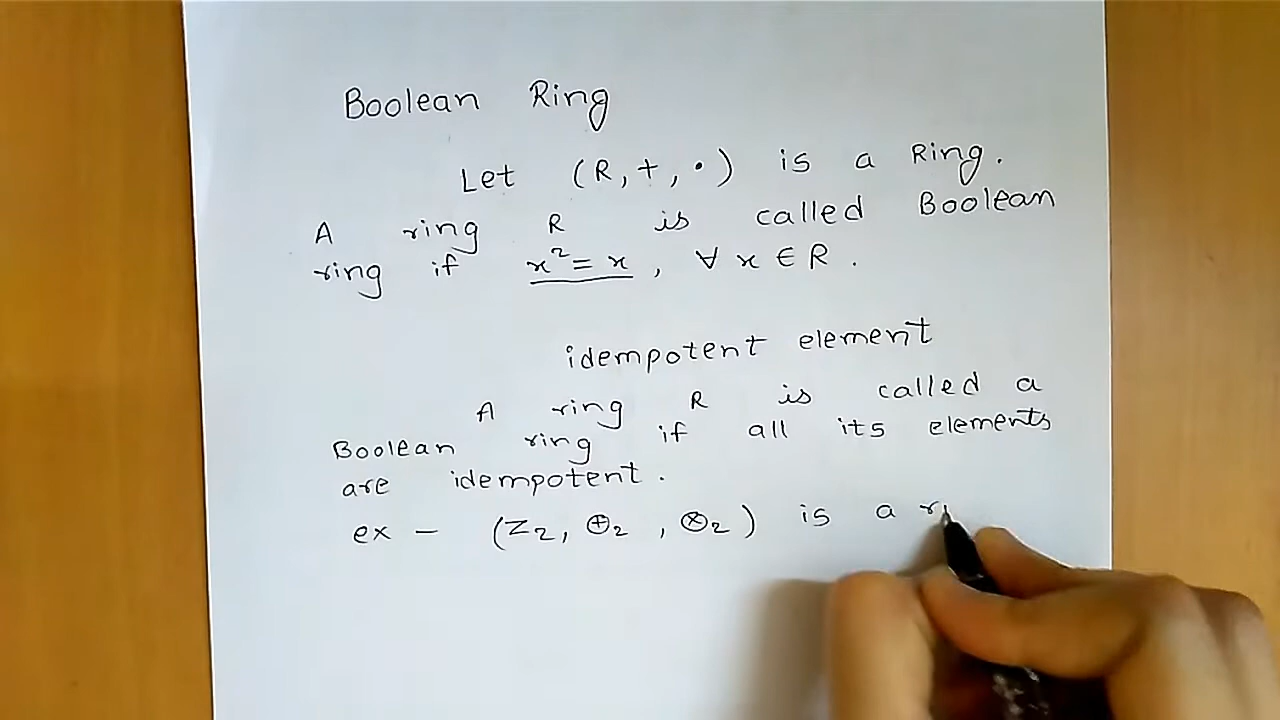 Boolean Ring
Let (R, +, •) is a Ring.
A ring R is called Boolean
ring if x² = x, ∀ x ∈ R.
idempotent element
A ring R is called a
Boolean ring if all its elements
are idempotent.
ex - (Z₂, ⊕₂, ⊗₂) is a r